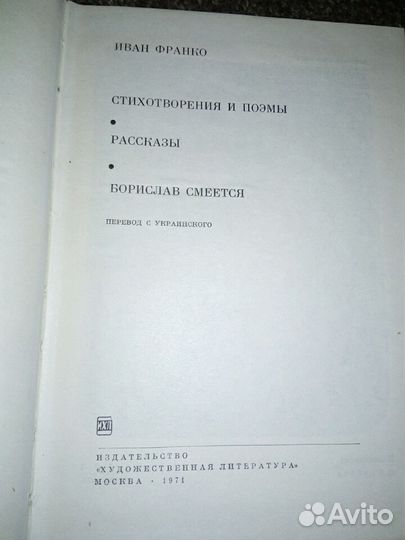 ИВАН ФРАНКО
СТИХОТВОРЕНИЯ И ПОЭМЫ
•
РАССКАЗЫ
•
БОРИСЛАВ СМЕЕТСЯ
ПЕРЕВОД С УКРАИНСКОГО
ИЗДАТЕЛЬСТВО
«ХУДОЖЕСТВЕННАЯ ЛИТЕРАТУРА»
МОСКВА · 1971
Avito